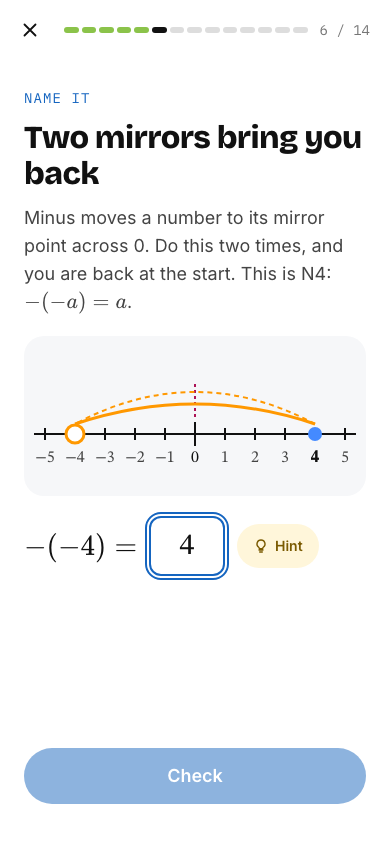 6 / 14
NAME IT
Two mirrors bring you
back
Minus moves a number to its mirror
point across 0. Do this two times, and
you are back at the start. This is N4:
−(−a) = a.
−5 −4 −3 −2 −1 0 1 2 3 4 5
−(−4) = 4 Hint
Check